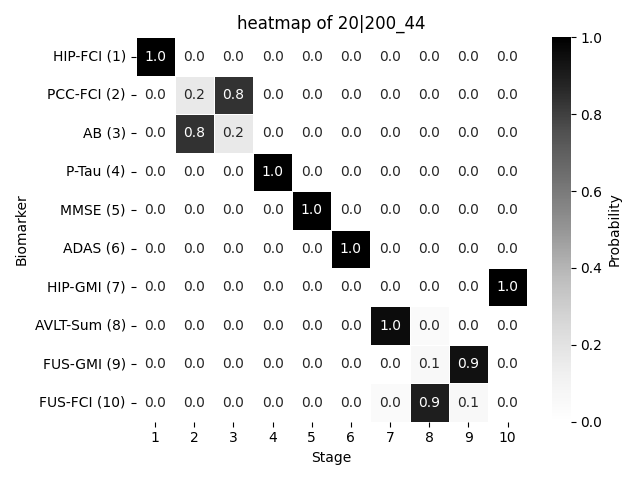 heatmap of 20|200_44
HIP-FCI (1) 1.0 0.0 0.0 0.0 0.0 0.0 0.0 0.0 0.0 0.0
PCC-FCI (2) 0.0 0.2 0.8 0.0 0.0 0.0 0.0 0.0 0.0 0.0
AB (3) 0.0 0.8 0.2 0.0 0.0 0.0 0.0 0.0 0.0 0.0
P-Tau (4) 0.0 0.0 0.0 1.0 0.0 0.0 0.0 0.0 0.0 0.0
MMSE (5) 0.0 0.0 0.0 0.0 1.0 0.0 0.0 0.0 0.0 0.0
ADAS (6) 0.0 0.0 0.0 0.0 0.0 1.0 0.0 0.0 0.0 0.0
HIP-GMI (7) 0.0 0.0 0.0 0.0 0.0 0.0 0.0 0.0 0.0 1.0
AVLT-Sum (8) 0.0 0.0 0.0 0.0 0.0 0.0 1.0 0.0 0.0 0.0
FUS-GMI (9) 0.0 0.0 0.0 0.0 0.0 0.0 0.0 0.1 0.9 0.0
FUS-FCI (10) 0.0 0.0 0.0 0.0 0.0 0.0 0.0 0.9 0.1 0.0
1 2 3 4 5 6 7 8 9 10
Stage
Biomarker
1.0
0.8
0.6
0.4
0.2
0.0
Probability